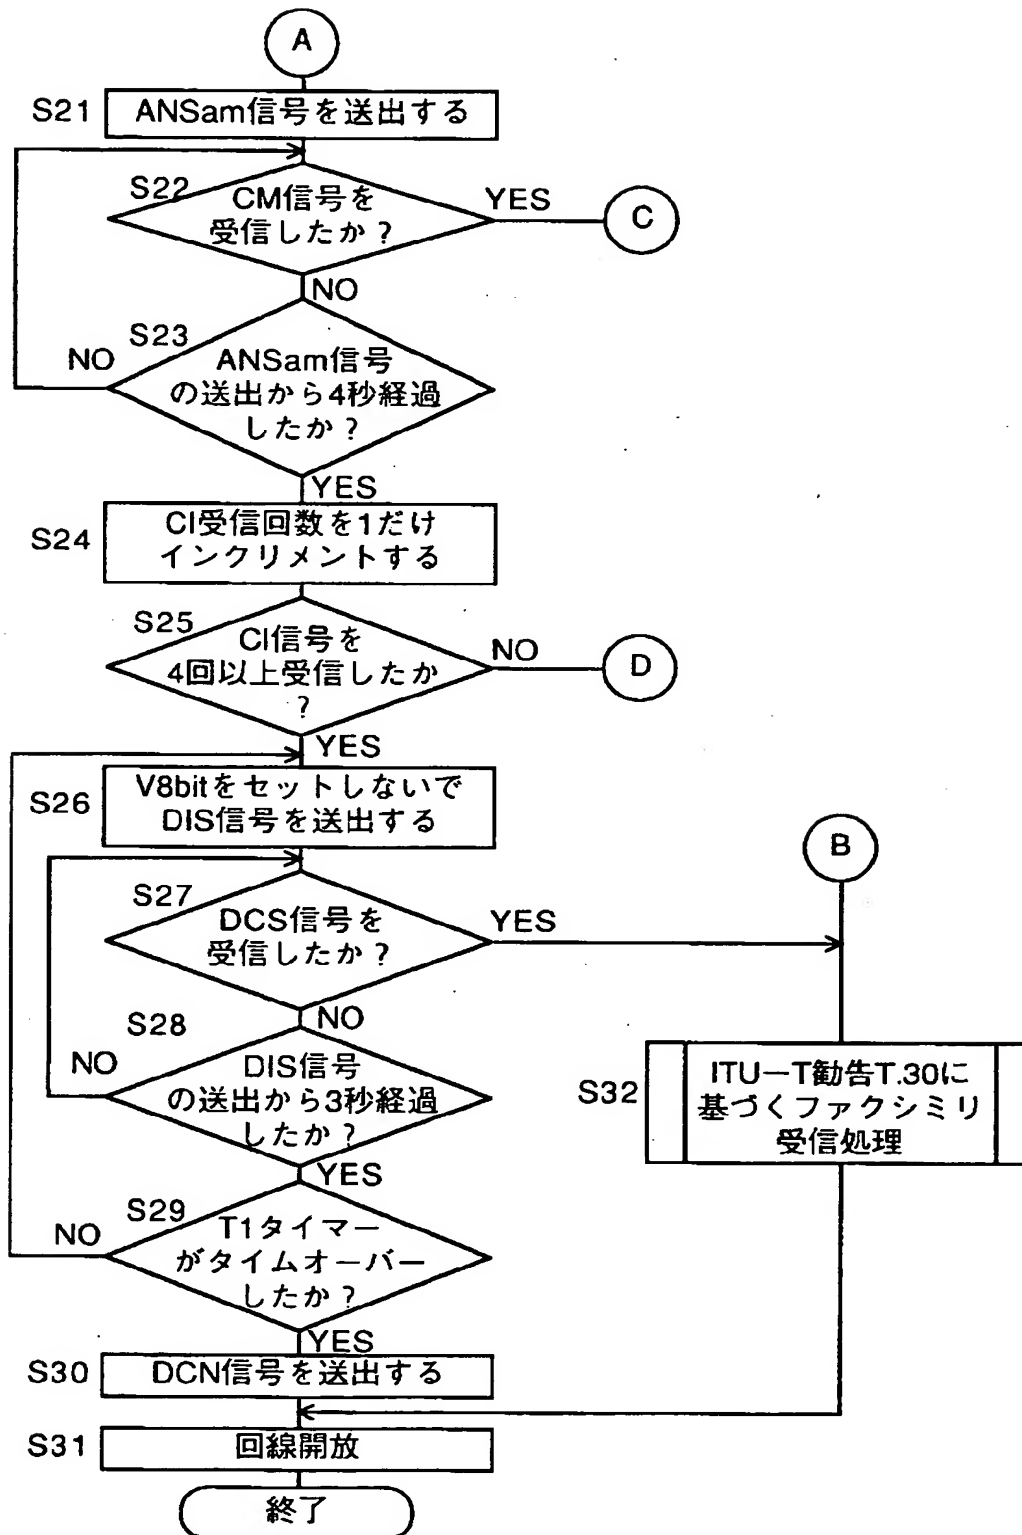 A
S21
ANSam信号を送出する
S22
CM信号を
受信したか？
YES
C
NO
S23
NO
ANSam信号
の送出から4秒経過
したか？
YES
S24
CI受信回数を1だけ
インクリメントする
S25
CI信号を
4回以上受信したか
？
NO
D
YES
S26
V8bitをセットしないで
DIS信号を送出する
B
S27
DCS信号を
受信したか？
YES
NO
S28
NO
DIS信号
の送出から3秒経過
したか？
YES
S32
ITU－T勧告T.30に
基づくファクシミリ
受信処理
S29
NO
T1タイマー
がタイムオーバー
したか？
YES
S30
DCN信号を送出する
S31
回線開放
終了